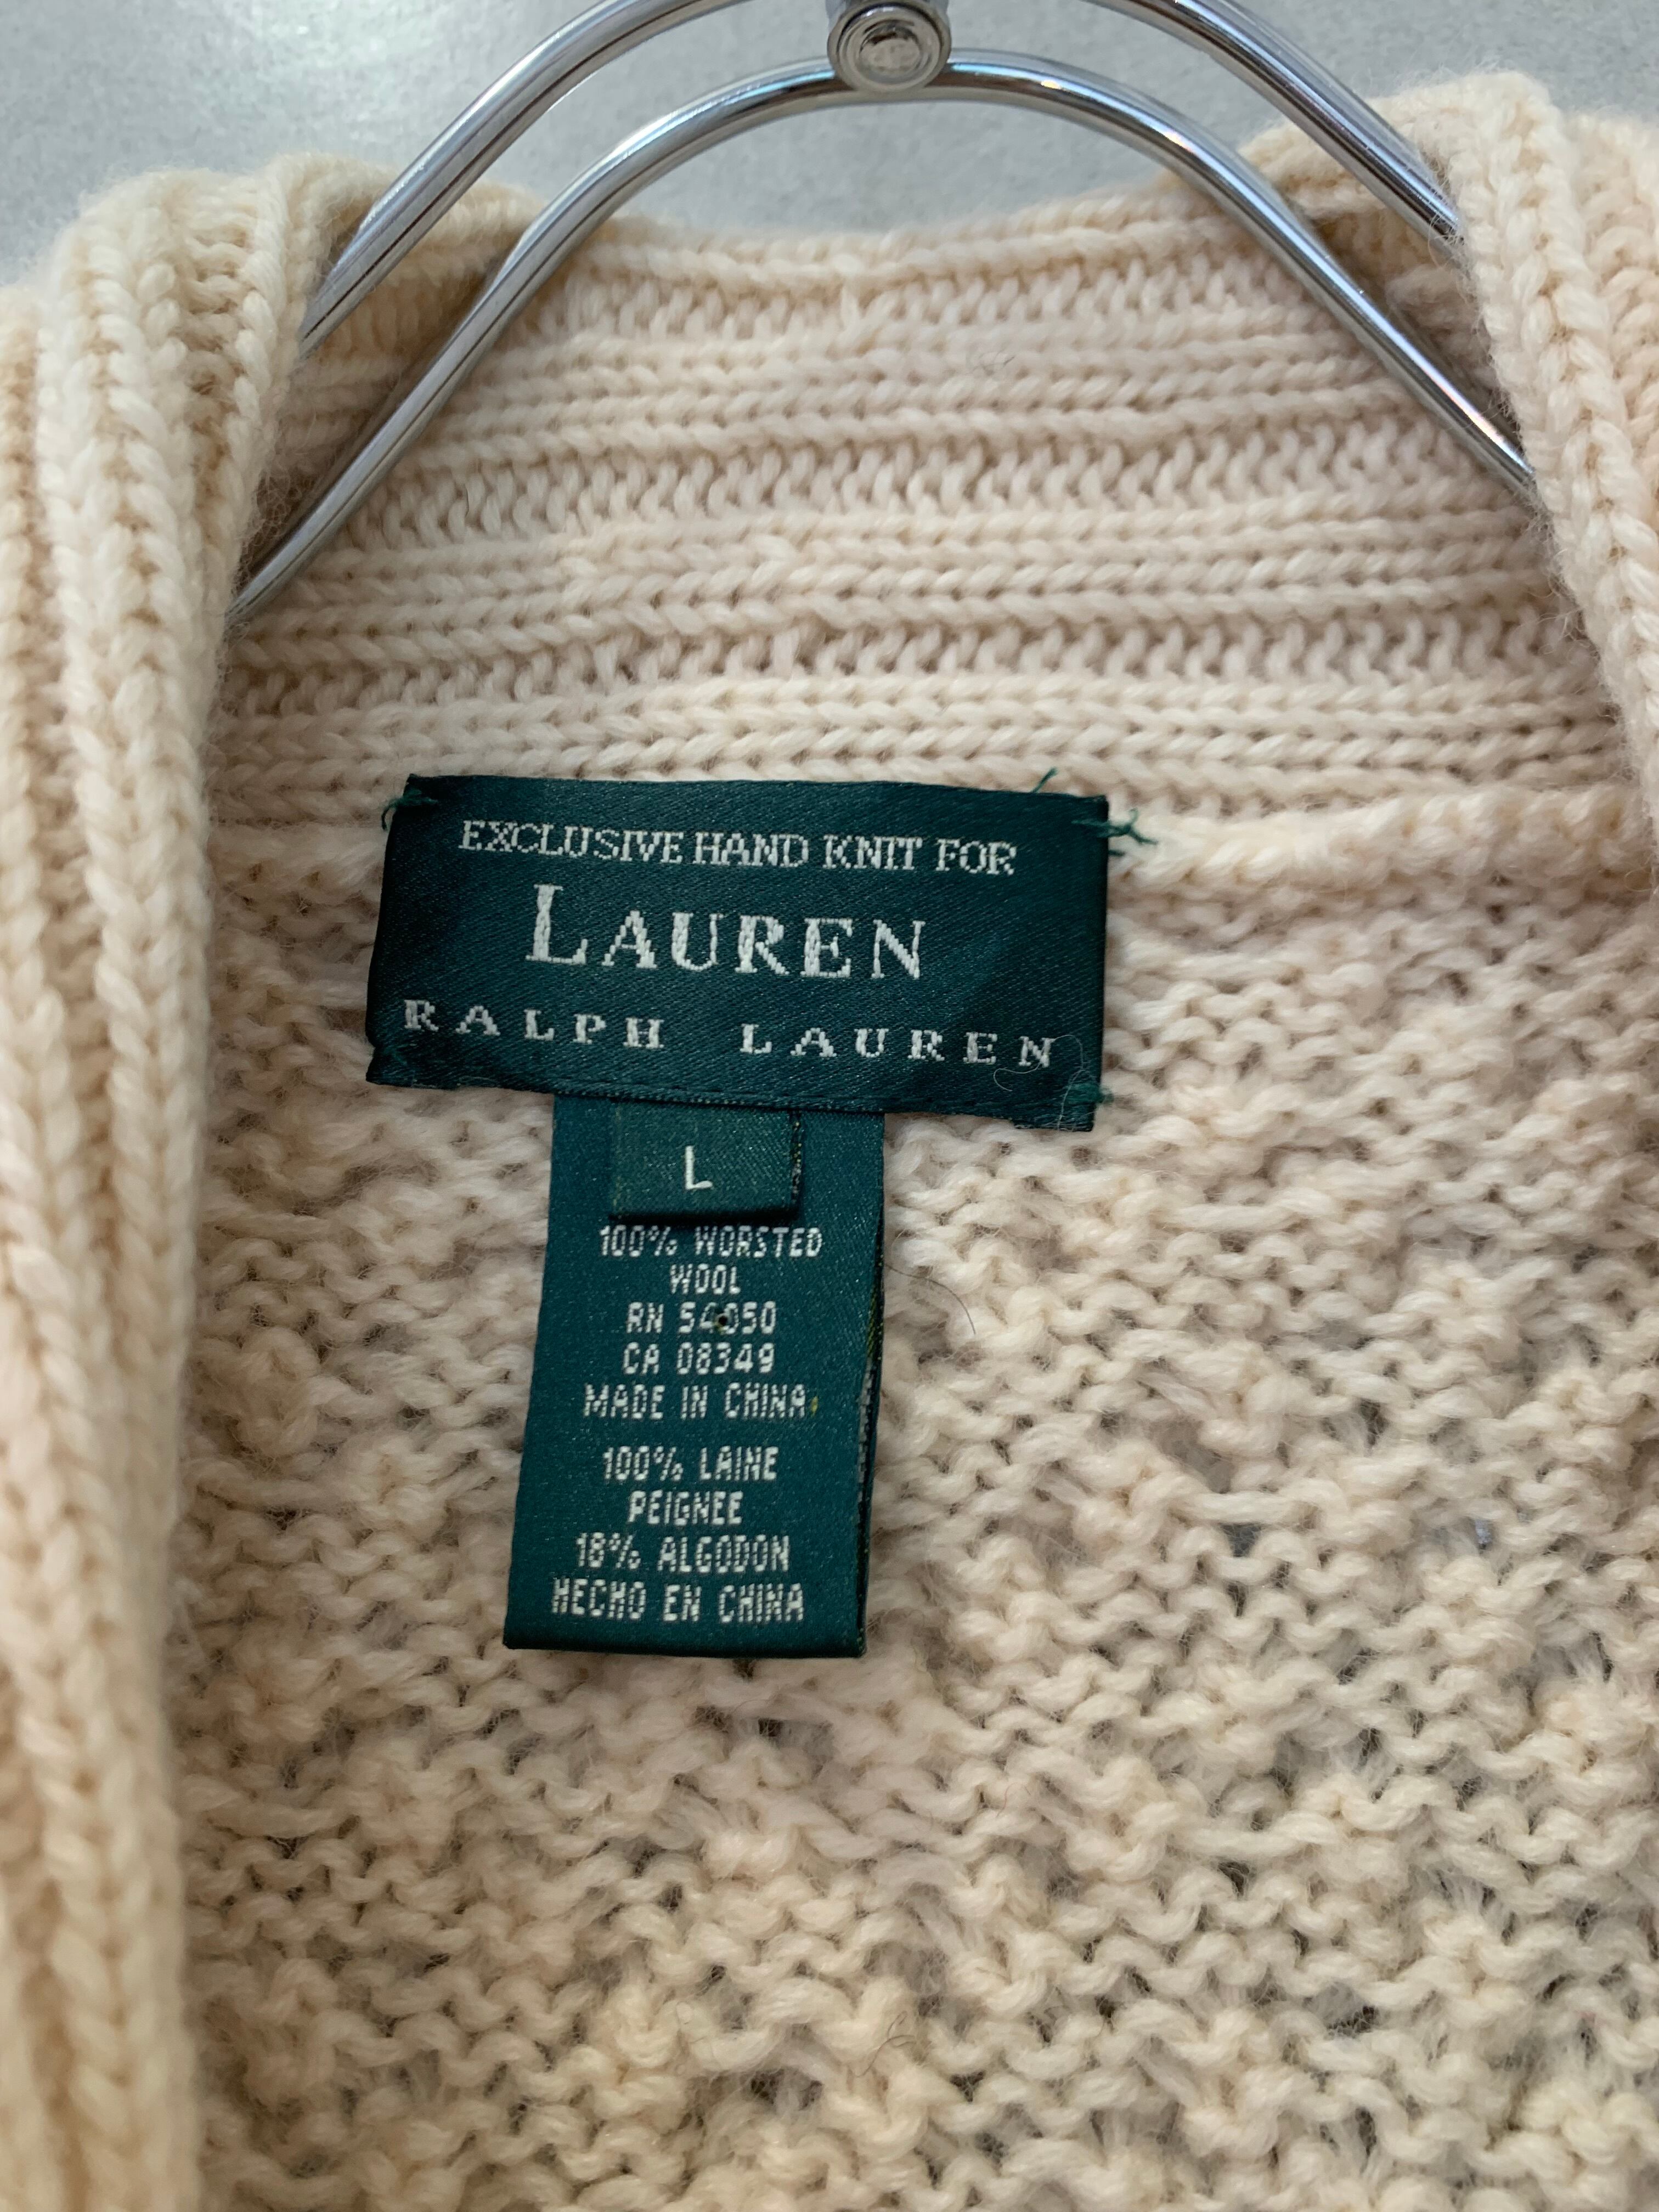 EXCLUSIVE HAND KNIT FOR
LAUREN
RALPH LAUREN
L
100% WORSTED
WOOL
RN 54050
CA 08349
MADE IN CHINA
100% LAINE
PEIGNEE
18% ALGODON
HECHO EN CHINA